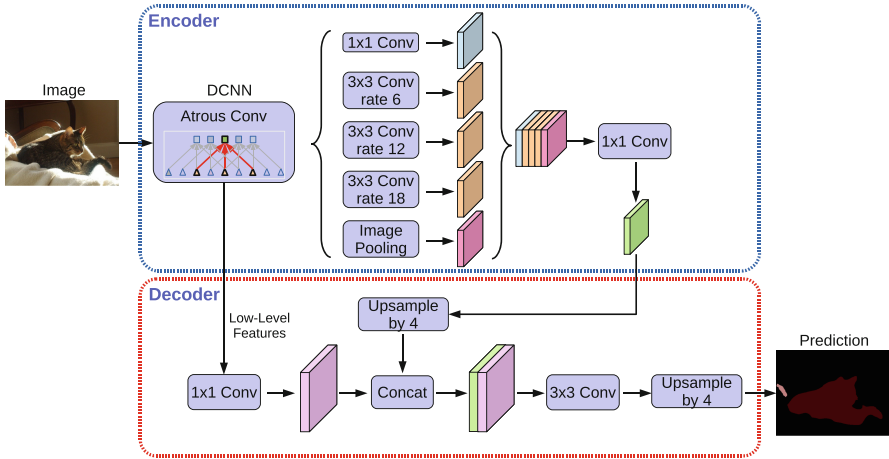 Encoder
Image
DCNN
Atrous Conv
1x1 Conv
3x3 Conv
rate 6
3x3 Conv
rate 12
3x3 Conv
rate 18
Image
Pooling
1x1 Conv
Decoder
Low-Level
Features
Upsample
by 4
1x1 Conv
Concat
3x3 Conv
Upsample
by 4
Prediction